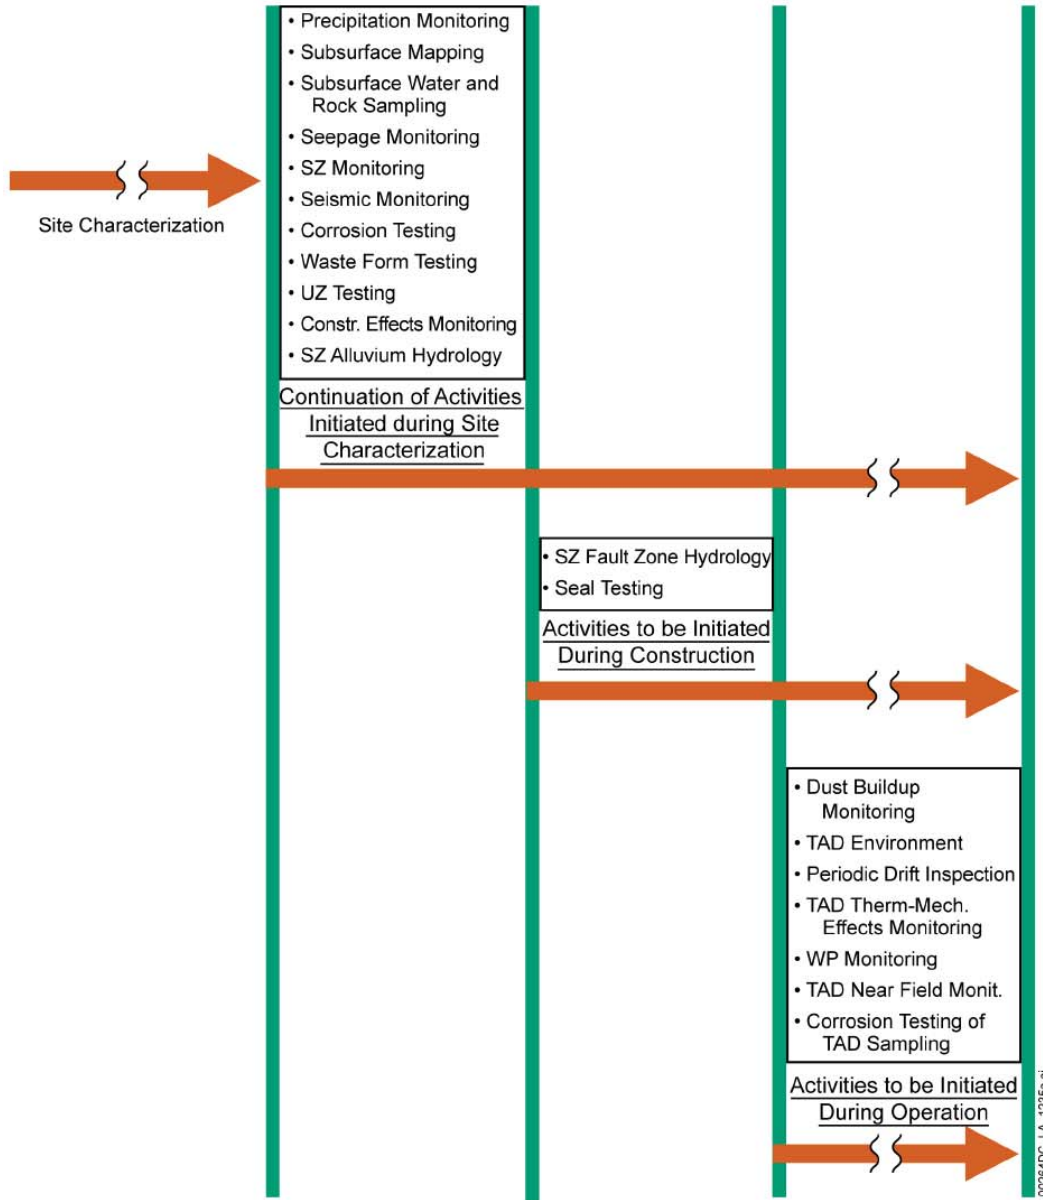 • Precipitation Monitoring
• Subsurface Mapping
• Subsurface Water and
Rock Sampling
• Seepage Monitoring
• SZ Monitoring
• Seismic Monitoring
• Corrosion Testing
• Waste Form Testing
• UZ Testing
• Constr. Effects Monitoring
• SZ Alluvium Hydrology
Site Characterization
Continuation of Activities
Initiated during Site
Characterization
• SZ Fault Zone Hydrology
• Seal Testing
Activities to be Initiated
During Construction
• Dust Buildup
Monitoring
• TAD Environment
• Periodic Drift Inspection
• TAD Therm-Mech.
Effects Monitoring
• WP Monitoring
• TAD Near Field Monit.
• Corrosion Testing of
TAD Sampling
Activities to be Initiated
During Operation